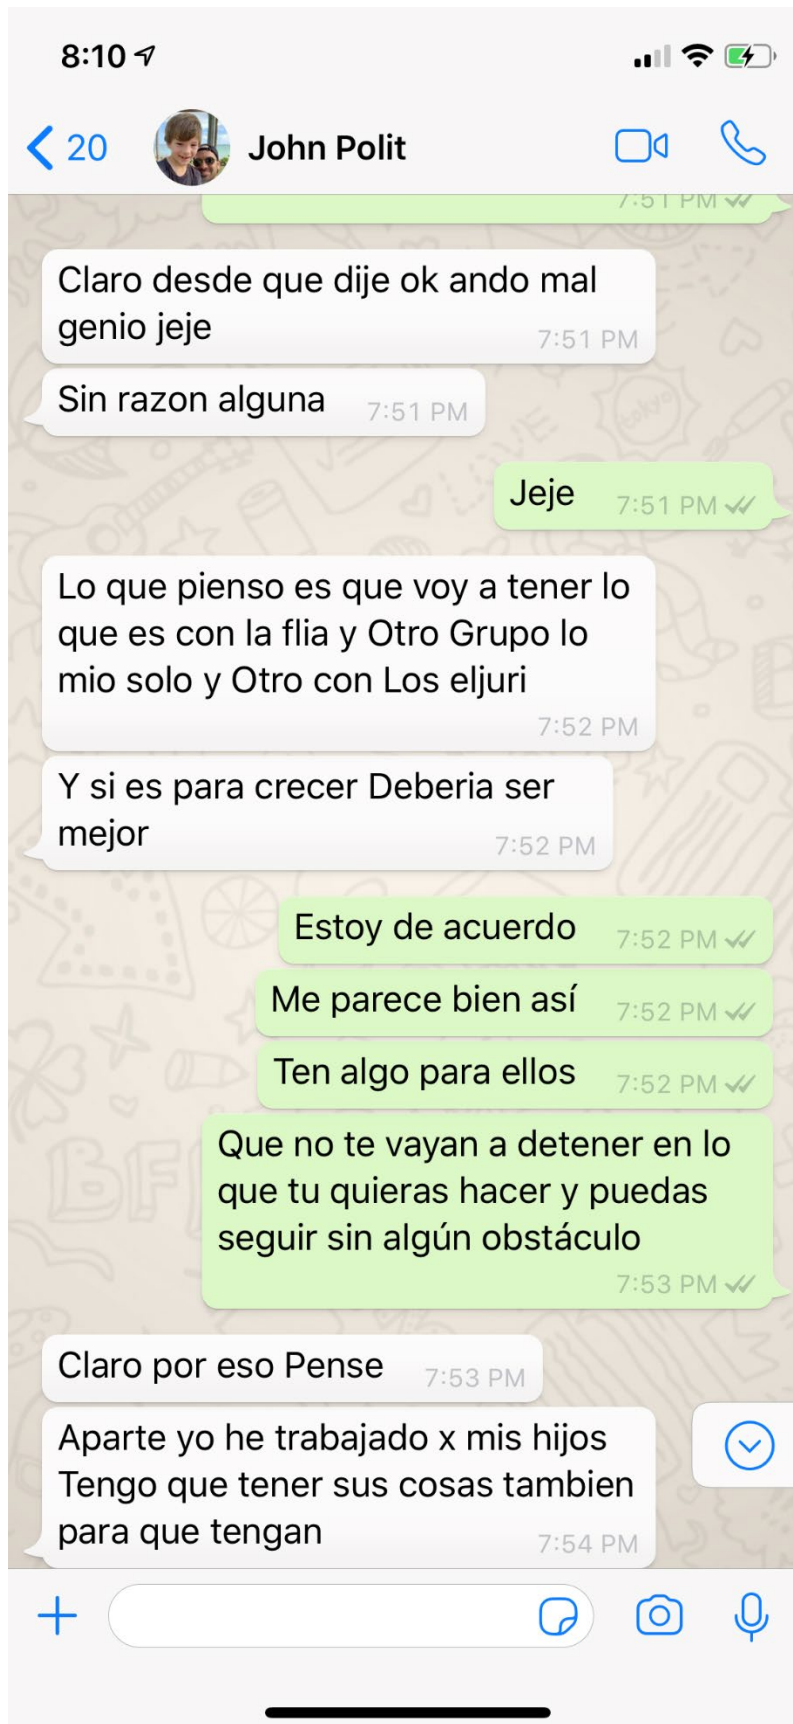 8:10
20
John Polit
7:51 PM
Claro desde que dije ok ando mal
genio jeje
7:51 PM
Sin razon alguna
7:51 PM
Jeje
7:51 PM
Lo que pienso es que voy a tener lo
que es con la flia y Otro Grupo lo
mio solo y Otro con Los eljuri
7:52 PM
Y si es para crecer Deberia ser
mejor
7:52 PM
Estoy de acuerdo
7:52 PM
Me parece bien así
7:52 PM
Ten algo para ellos
7:52 PM
Que no te vayan a detener en lo
que tu quieras hacer y puedas
seguir sin algún obstáculo
7:53 PM
Claro por eso Pense
7:53 PM
Aparte yo he trabajado x mis hijos
Tengo que tener sus cosas tambien
para que tengan
7:54 PM